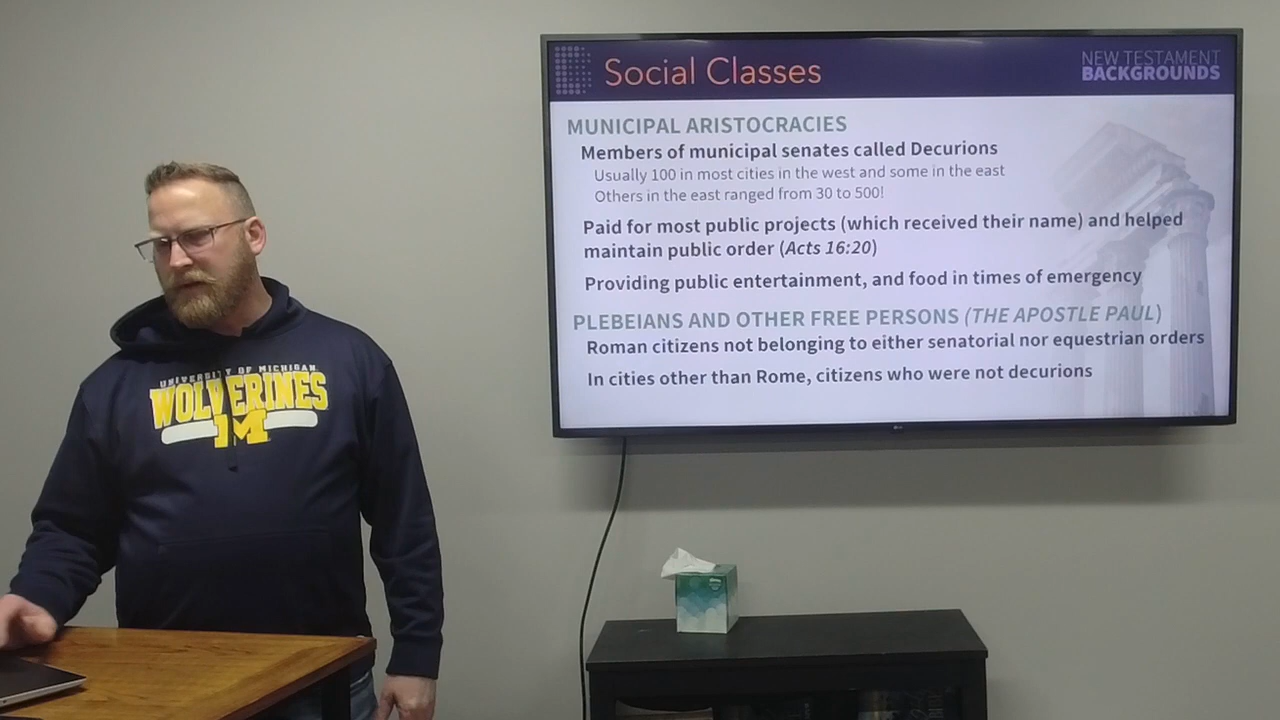 Social Classes
NEW TESTAMENT
BACKGROUNDS
MUNICIPAL ARISTOCRACIES
Members of municipal senates called Decurions
Usually 100 in most cities in the west and some in the east
Others in the east ranged from 30 to 500!
Paid for most public projects (which received their name) and helped
maintain public order (Acts 16:20)
Providing public entertainment, and food in times of emergency
PLEBEIANS AND OTHER FREE PERSONS (THE APOSTLE PAUL)
Roman citizens not belonging to either senatorial nor equestrian orders
In cities other than Rome, citizens who were not decurions
LG
UNIVERSITY OF MICHIGAN
WOLVERINES
M
Kleenex